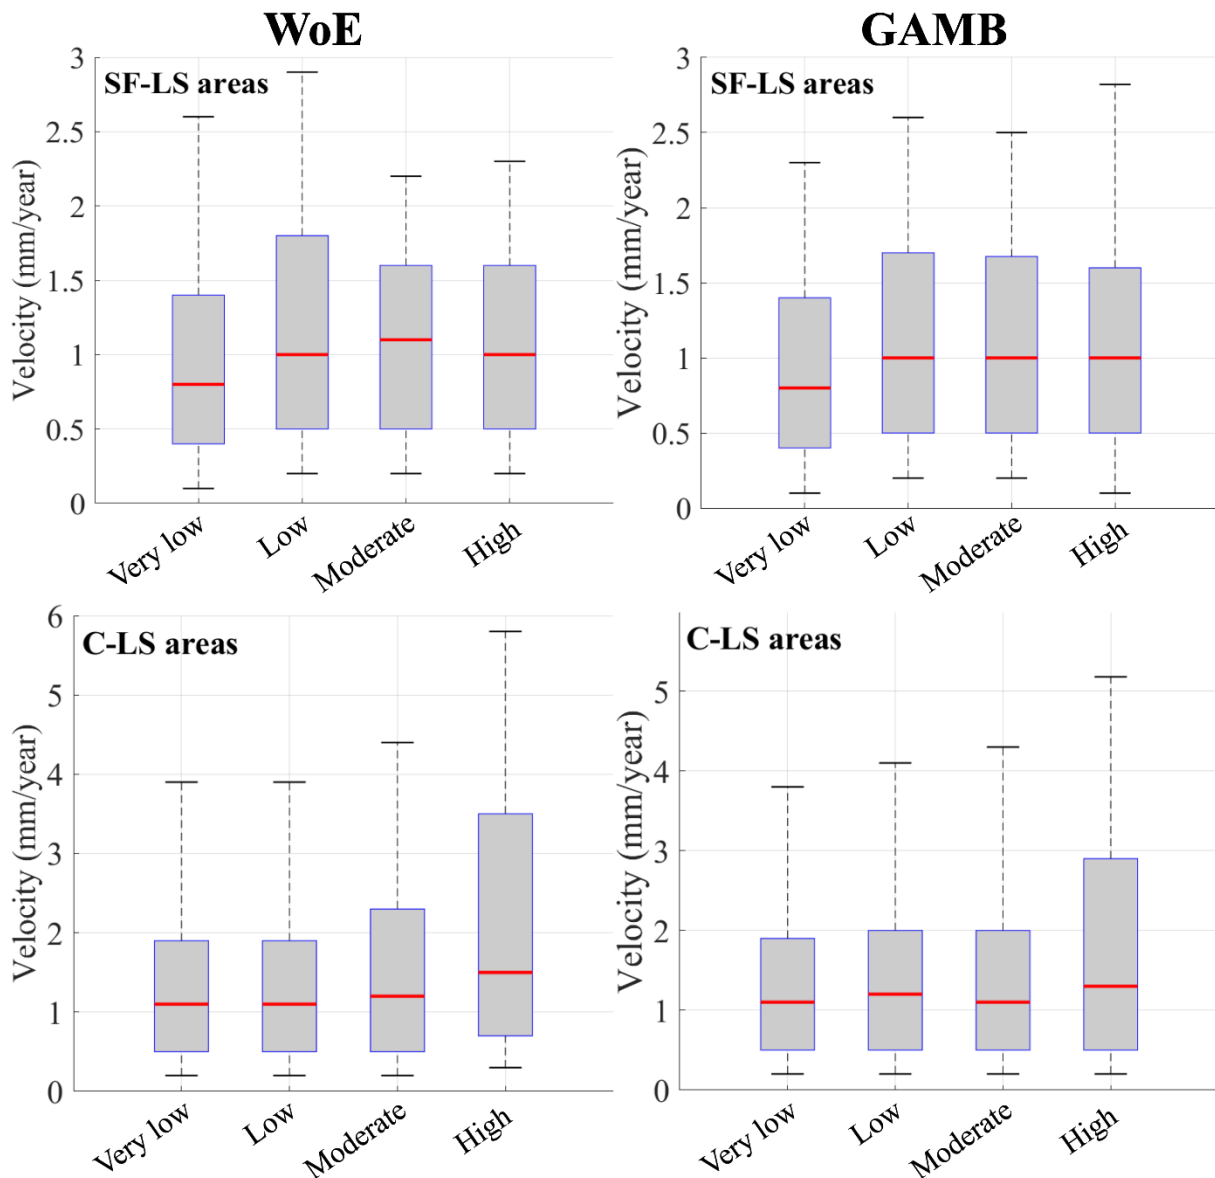 WoE
GAMB
SF-LS areas
Velocity (mm/year)
3
2.5
2
1.5
1
0.5
0
Very low
Low
Moderate
High
SF-LS areas
Velocity (mm/year)
3
2.5
2
1.5
1
0.5
0
Very low
Low
Moderate
High
C-LS areas
Velocity (mm/year)
6
5
4
3
2
1
0
Very low
Low
Moderate
High
C-LS areas
Velocity (mm/year)
5
4
3
2
1
0
Very low
Low
Moderate
High